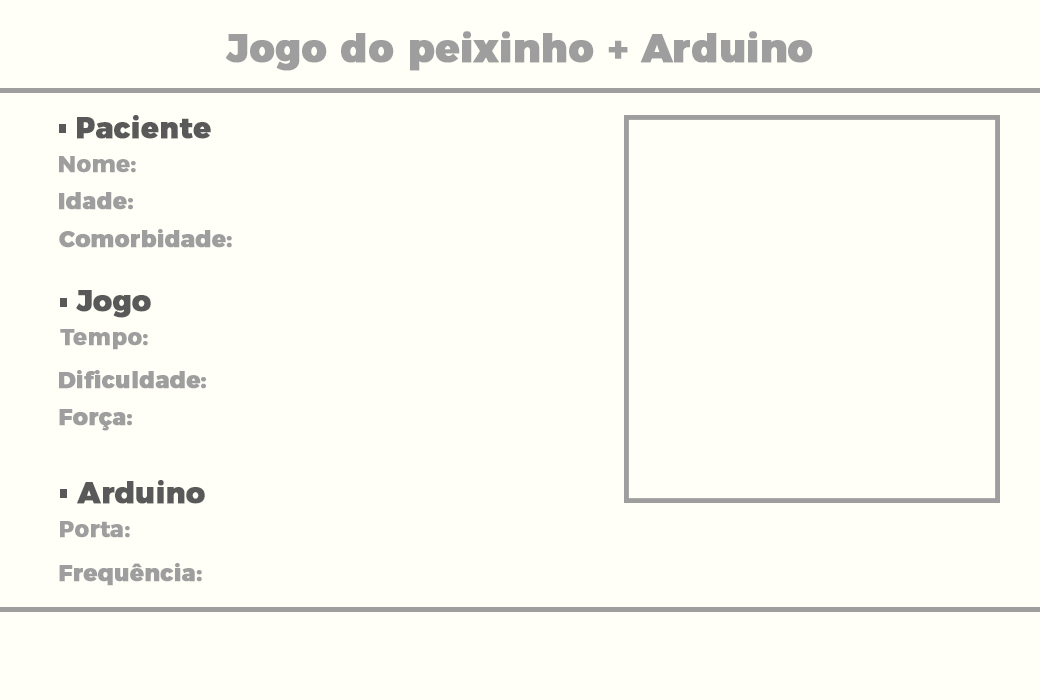 Jogo do peixinho + Arduino
▪ Paciente
Nome:
Idade:
Comorbidade:
▪ Jogo
Tempo:
Dificuldade:
Força:
▪ Arduino
Porta:
Frequência: